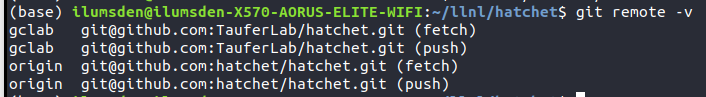 (base) ilumsden@ilumsden-X570-AORUS-ELITE-WIFI:~/llnl/hatchet$ git remote -v
gclab	git@github.com:TauferLab/hatchet.git (fetch)
gclab	git@github.com:TauferLab/hatchet.git (push)
origin	git@github.com:hatchet/hatchet.git (fetch)
origin	git@github.com:hatchet/hatchet.git (push)